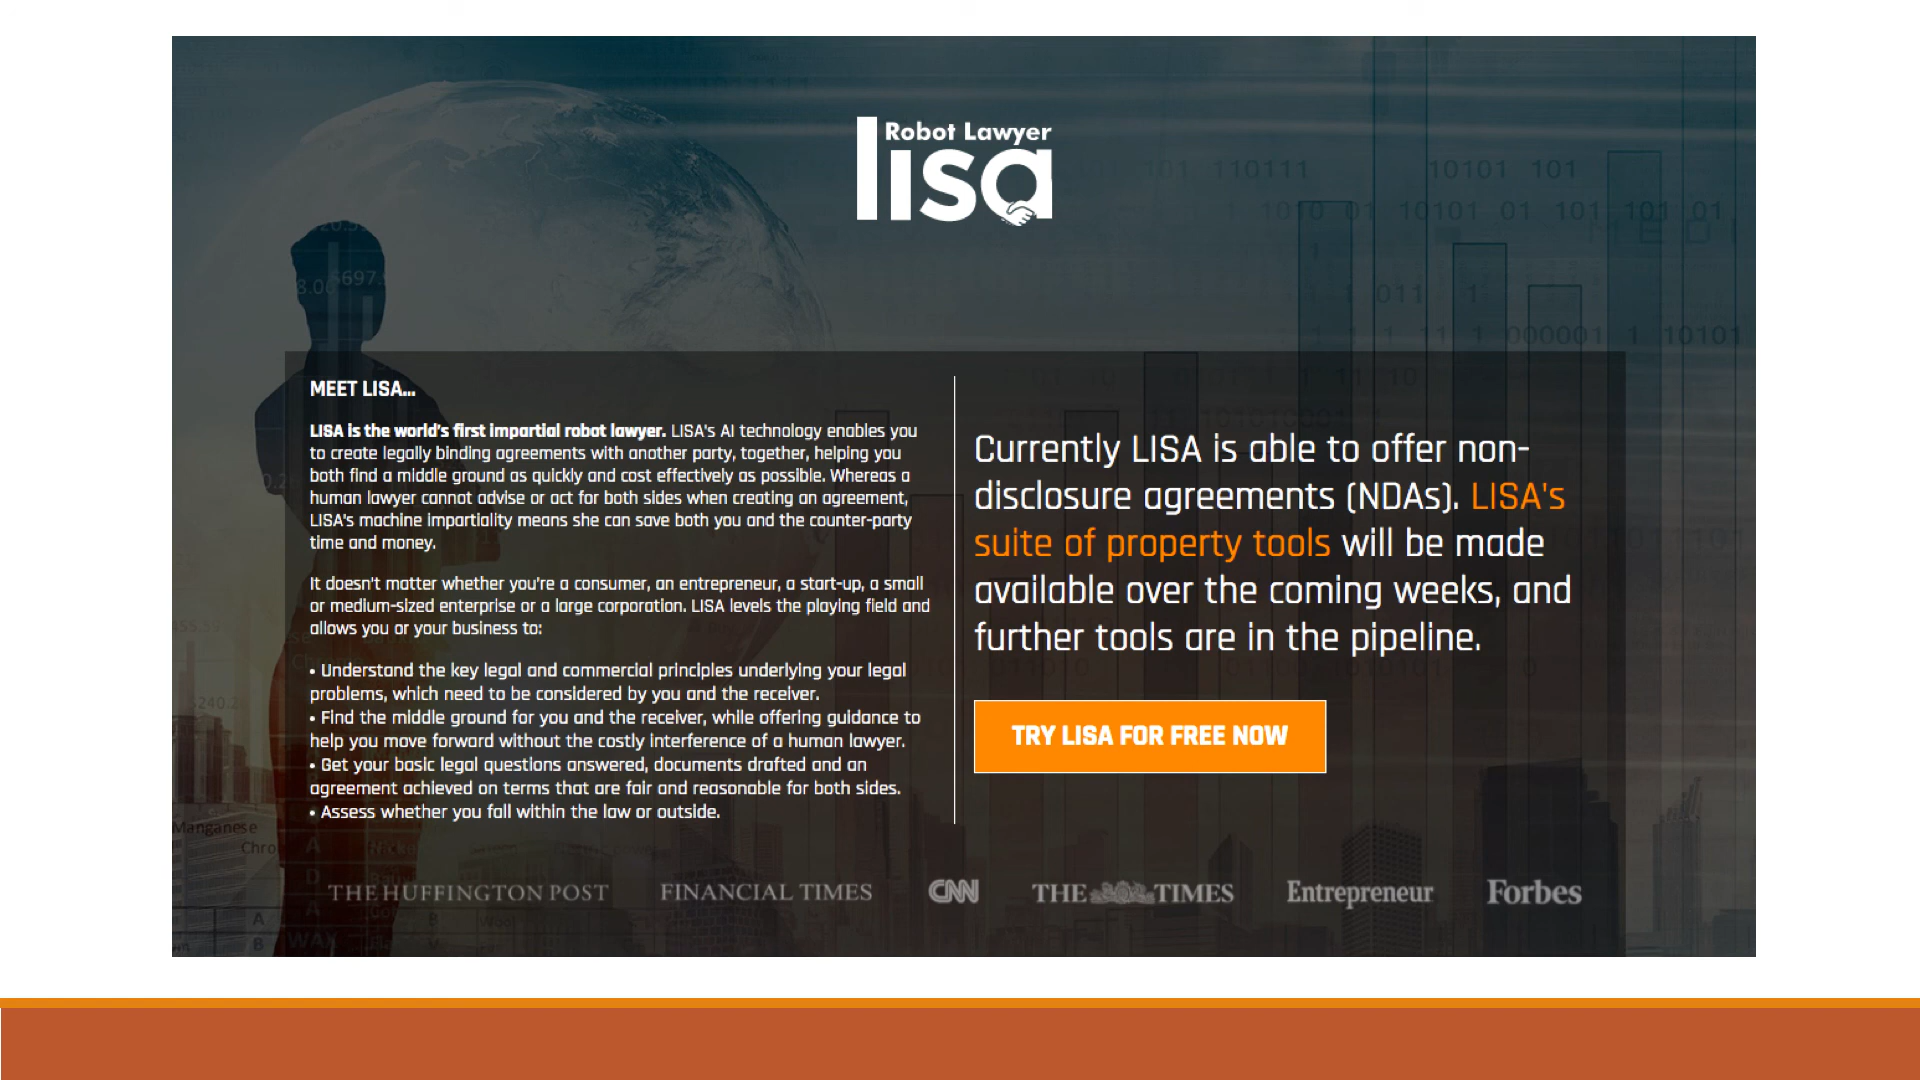 Robot Lawyer
lisa
MEET LISA...
LISA is the world's first impartial robot lawyer. LISA's AI technology enables you
to create legally binding agreements with another party, together, helping you
both find a middle ground as quickly and cost effectively as possible. Whereas a
human lawyer cannot advise or act for both sides when creating an agreement,
LISA's machine impartiality means she can save both you and the counter-party
time and money.
It doesn't matter whether you're a consumer, an entrepreneur, a start-up, a small
or medium-sized enterprise or a large corporation. LISA levels the playing field and
allows you or your business to:
• Understand the key legal and commercial principles underlying your legal
problems, which need to be considered by you and the receiver.
• Find the middle ground for you and the receiver, while offering guidance to
help you move forward without the costly interference of a human lawyer.
• Get your basic legal questions answered, documents drafted and an
agreement achieved on terms that are fair and reasonable for both sides.
• Assess whether you fall within the law or outside.
Currently LISA is able to offer non-
disclosure agreements (NDAs). LISA's
suite of property tools will be made
available over the coming weeks, and
further tools are in the pipeline.
TRY LISA FOR FREE NOW
THE HUFFINGTON POST FINANCIAL TIMES CNN THE TIMES Entrepreneur Forbes